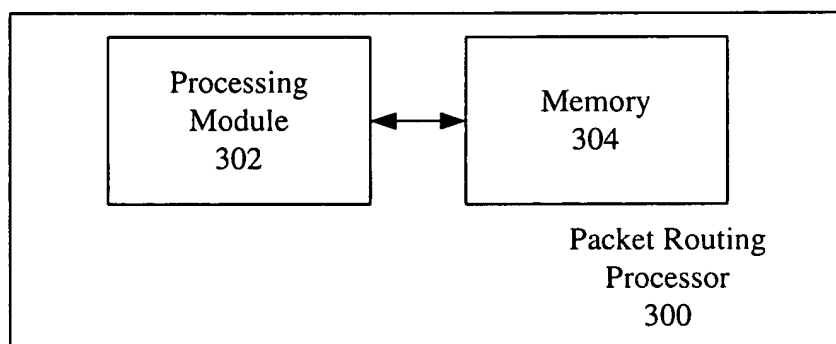 Processing
Module
302
Memory
304
Packet Routing
Processor
300